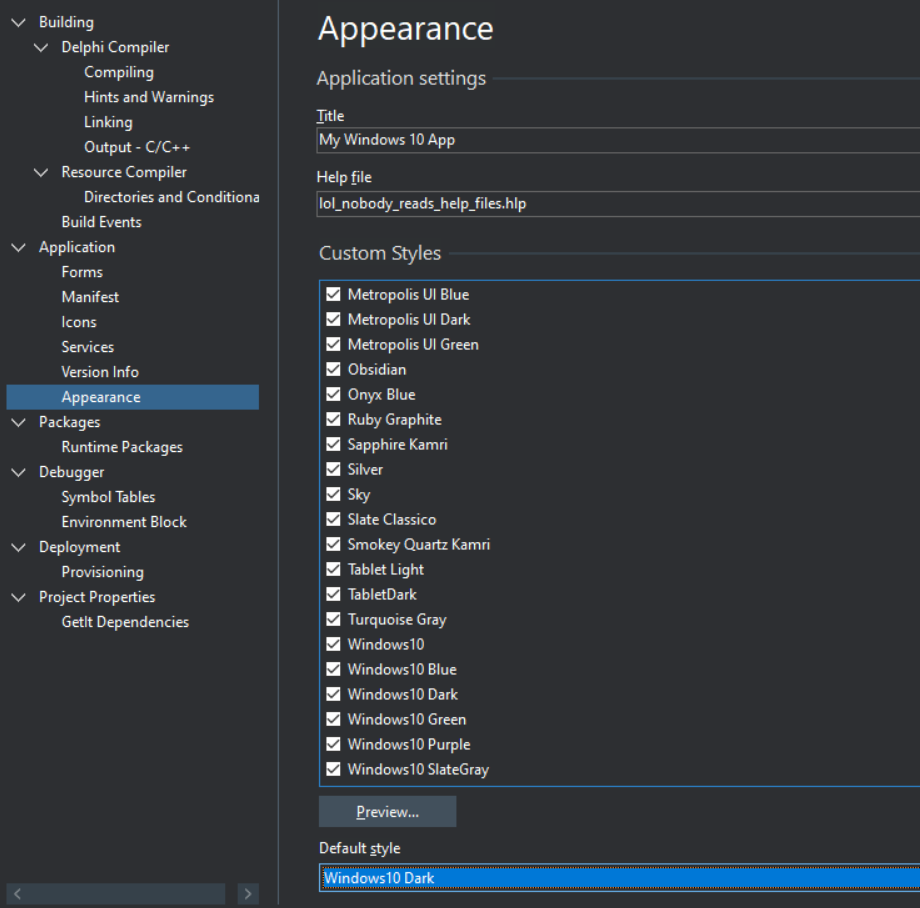 Building
Delphi Compiler
Compiling
Hints and Warnings
Linking
Output - C/C++
Resource Compiler
Directories and Conditiona
Build Events
Application
Forms
Manifest
Icons
Services
Version Info
Appearance
Packages
Runtime Packages
Debugger
Symbol Tables
Environment Block
Deployment
Provisioning
Project Properties
GetIt Dependencies
Appearance
Application settings
Title
My Windows 10 App
Help file
lol_nobody_reads_help_files.hlp
Custom Styles
Metropolis UI Blue
Metropolis UI Dark
Metropolis UI Green
Obsidian
Onyx Blue
Ruby Graphite
Sapphire Kamri
Silver
Sky
Slate Classico
Smokey Quartz Kamri
Tablet Light
TabletDark
Turquoise Gray
Windows10
Windows10 Blue
Windows10 Dark
Windows10 Green
Windows10 Purple
Windows10 SlateGray
Preview...
Default style
Windows10 Dark